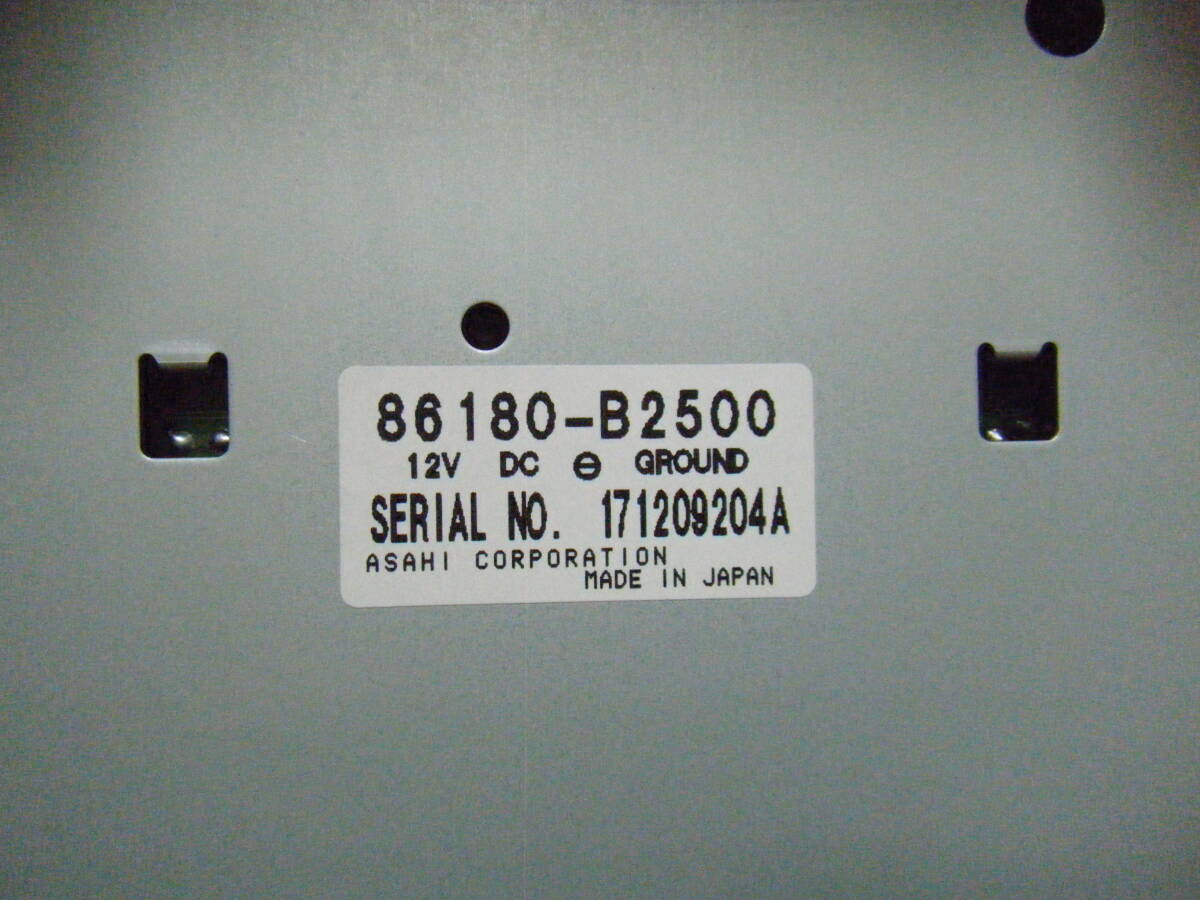 86180-B2500
12V DC ⊖ GROUND
SERIAL NO. 171209204A
ASAHI CORPORATION
MADE IN JAPAN